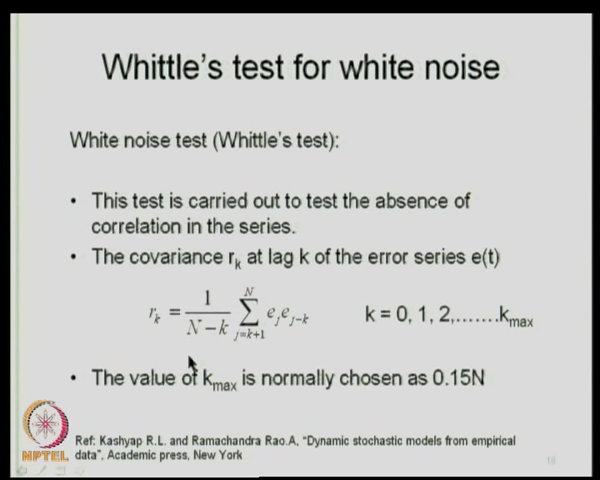 Whittle's test for white noise
White noise test (Whittle's test):
• This test is carried out to test the absence of
correlation in the series.
• The covariance r_k at lag k of the error series e(t)
r_k = \frac{1}{N-k} \sum_{j=k+1}^{N} e_j e_{j-k}     k = 0, 1, 2,.......k_max
• The value of k_max is normally chosen as 0.15N
Ref: Kashyap R.L. and Ramachandra Rao.A, "Dynamic stochastic models from empirical
data", Academic press, New York
NPTEL